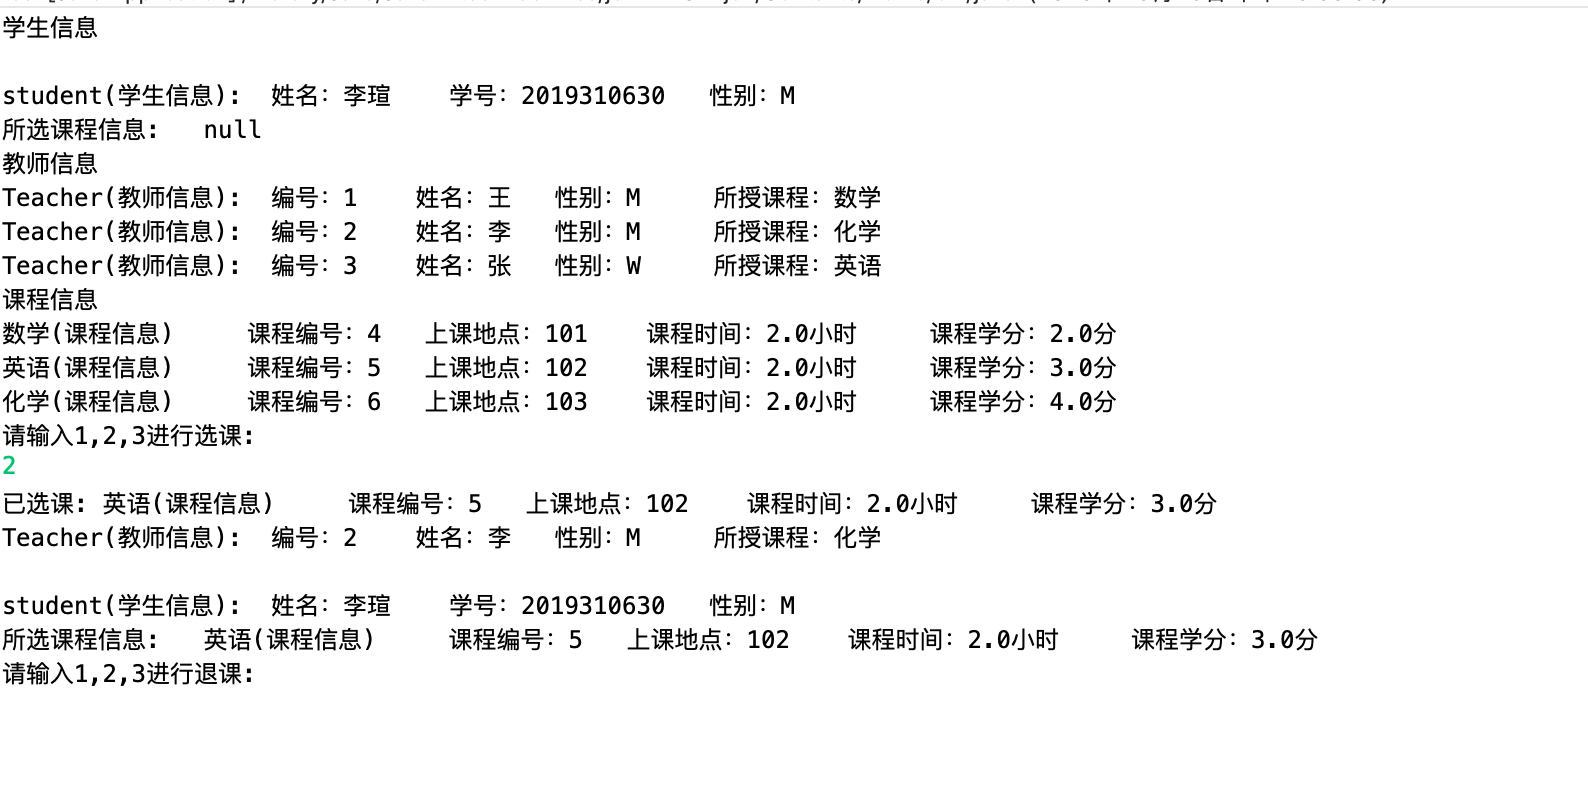 学生信息
student(学生信息): 姓名：李瑄 学号：2019310630 性别：M
所选课程信息: null
教师信息
Teacher(教师信息): 编号：1 姓名：王 性别：M 所授课程：数学
Teacher(教师信息): 编号：2 姓名：李 性别：M 所授课程：化学
Teacher(教师信息): 编号：3 姓名：张 性别：W 所授课程：英语
课程信息
数学(课程信息) 课程编号：4 上课地点：101 课程时间：2.0小时 课程学分：2.0分
英语(课程信息) 课程编号：5 上课地点：102 课程时间：2.0小时 课程学分：3.0分
化学(课程信息) 课程编号：6 上课地点：103 课程时间：2.0小时 课程学分：4.0分
请输入1,2,3进行选课:
2
已选课: 英语(课程信息) 课程编号：5 上课地点：102 课程时间：2.0小时 课程学分：3.0分
Teacher(教师信息): 编号：2 姓名：李 性别：M 所授课程：化学
student(学生信息): 姓名：李瑄 学号：2019310630 性别：M
所选课程信息: 英语(课程信息) 课程编号：5 上课地点：102 课程时间：2.0小时 课程学分：3.0分
请输入1,2,3进行退课: